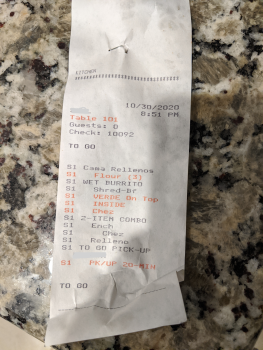 KITCHEN
10/30/2020
8:51 PM
Table 101
Guests: 0
Check: 10092
TO GO
S1 Cama Rellenos
S1 Flour (3)
S1 WET BURRITO
S1 Shred-Br
S1 VERDE On Top
S1 INSIDE
S1 Chez
S1 2-ITEM COMBO
S1 Ench
S1 Chez
S1 Relleno
S1 TO GO PICK-UP
S1 PK/UP 20-MIN
TO GO